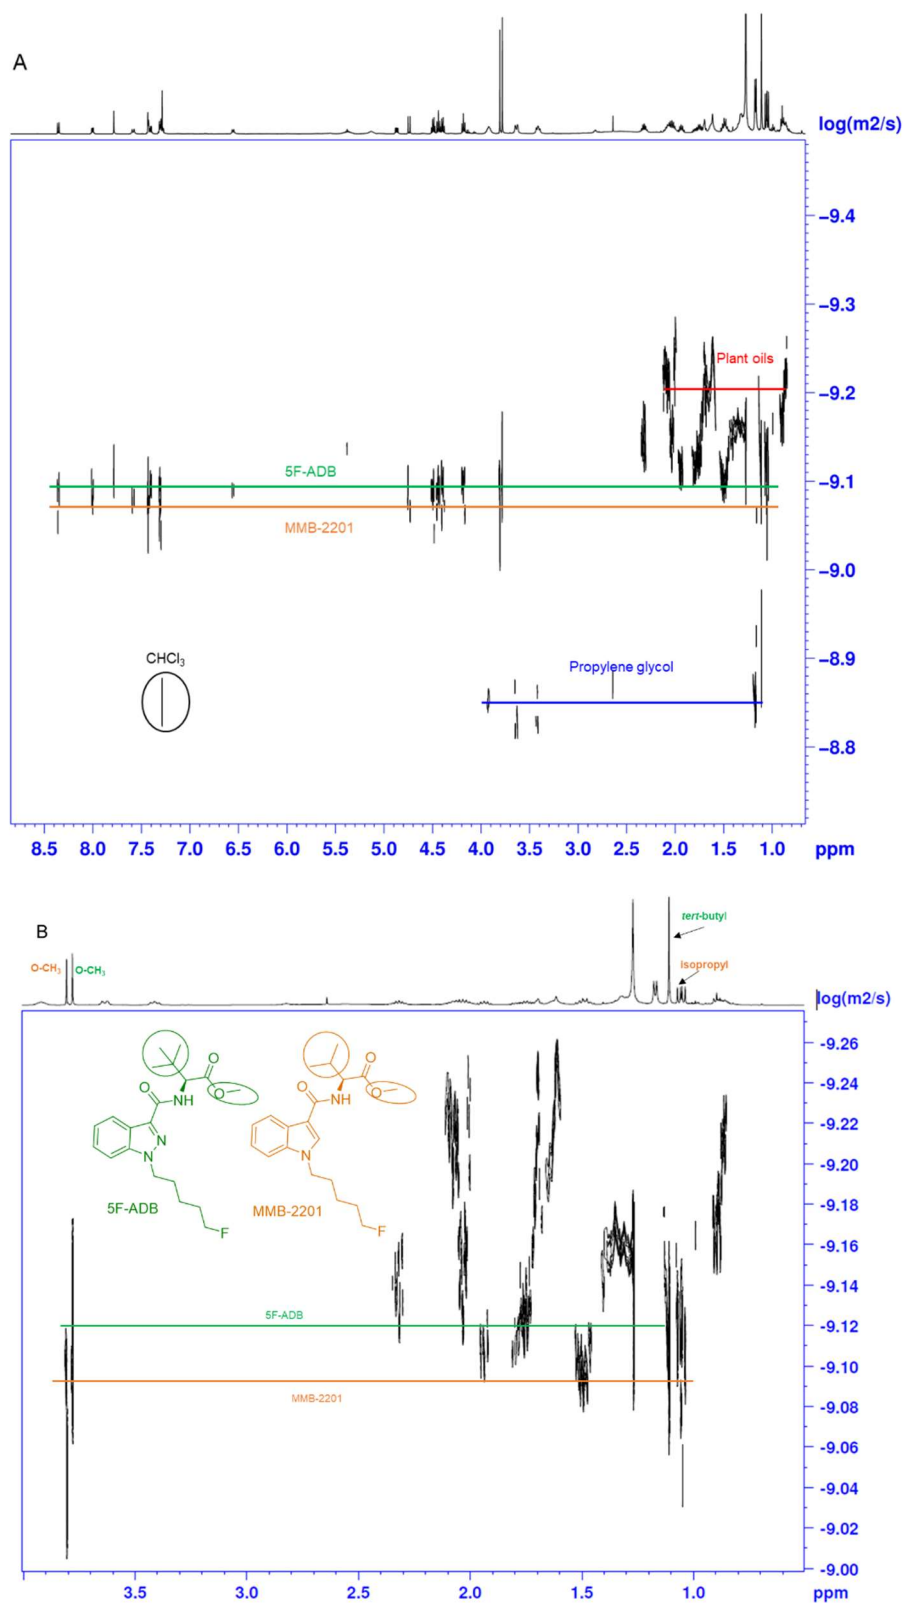 A
log(m2/s)
−9.4
−9.3
Plant oils
−9.2
5F-ADB
−9.1
MMB-2201
−9.0
CHCl3
−8.9
Propylene glycol
−8.8
8.5 8.0 7.5 7.0 6.5 6.0 5.5 5.0 4.5 4.0 3.5 3.0 2.5 2.0 1.5 1.0 ppm
B
tert-butyl
O-CH3 O-CH3
isopropyl
log(m2/s)
-9.26
O O
O O
-9.24
O NH O NH
-9.22
N N
N N
-9.20
5F-ADB MMB-2201
F F
-9.18
-9.16
-9.14
5F-ADB
-9.12
-9.10
MMB-2201
-9.08
-9.06
-9.04
-9.02
-9.00
3.5 3.0 2.5 2.0 1.5 1.0 ppm